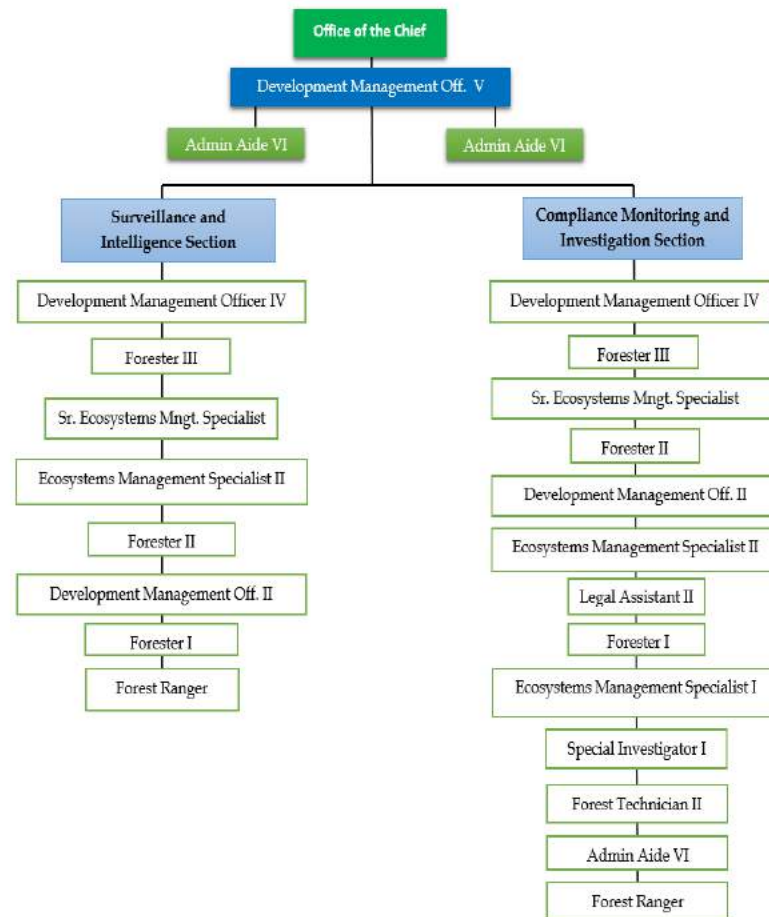 Office of the Chief
Development Management Off. V
Admin Aide VI
Admin Aide VI
Surveillance and
Intelligence Section
Development Management Officer IV
Forester III
Sr. Ecosystems Mngt. Specialist
Ecosystems Management Specialist II
Forester II
Development Management Off. II
Forester I
Forest Ranger
Compliance Monitoring and
Investigation Section
Development Management Officer IV
Forester III
Sr. Ecosystems Mngt. Specialist
Forester II
Development Management Off. II
Ecosystems Management Specialist II
Legal Assistant II
Forester I
Ecosystems Management Specialist I
Special Investigator I
Forest Technician II
Admin Aide VI
Forest Ranger